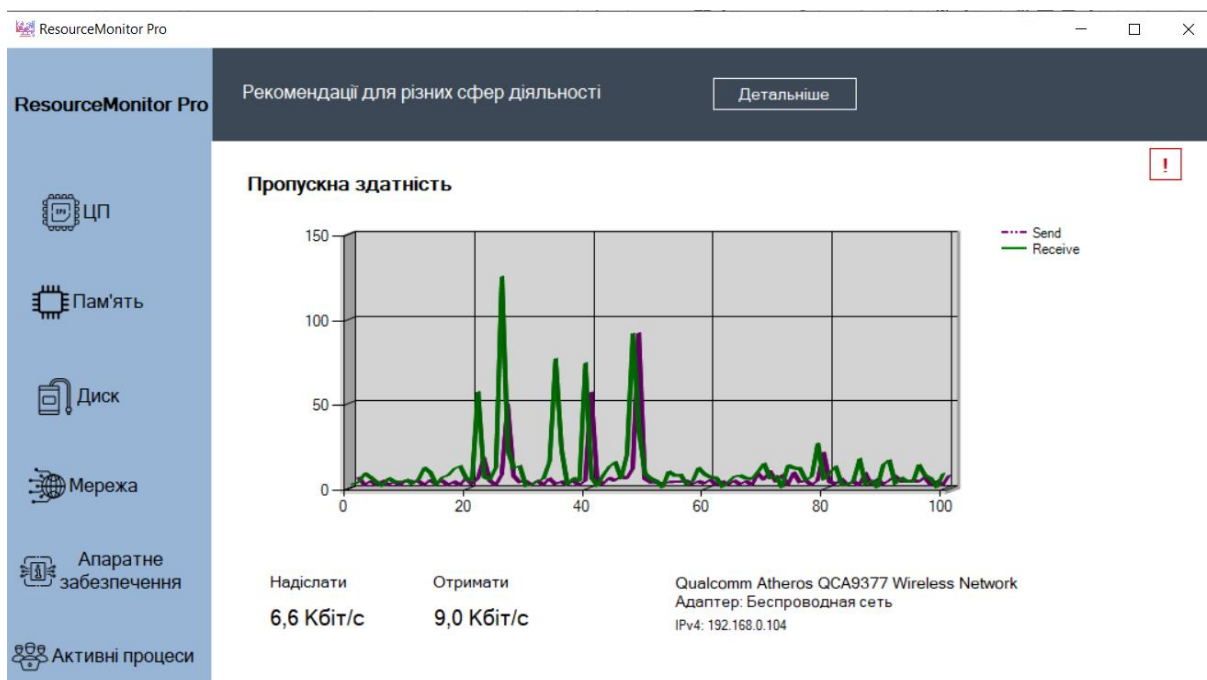 ResourceMonitor Pro
ResourceMonitor Pro
Рекомендації для різних сфер діяльності
Детальніше
!
ЦП
Пам'ять
Диск
Мережа
Апаратне
забезпечення
Активні процеси
Пропускна здатність
150
100
50
0
0 20 40 60 80 100
Send
Receive
Надіслати
6,6 Кбіт/с
Отримати
9,0 Кбіт/с
Qualcomm Atheros QCA9377 Wireless Network
Адаптер: Беспроводная сеть
IPv4: 192.168.0.104